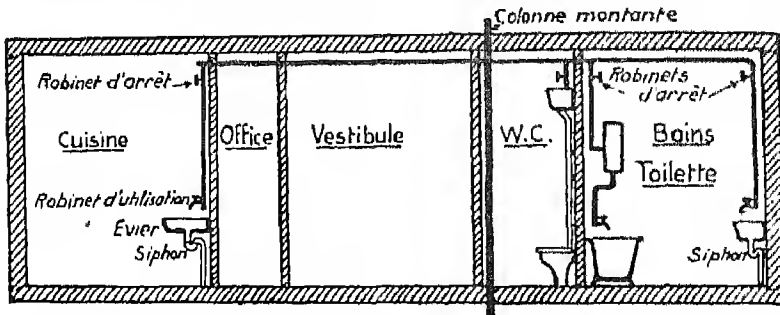 Colonne montante
Robinet d'arrêt
Robinets
d'arrêt
Cuisine
Office
Vestibule
W.C.
Bains
Toilette
Robinet d'utilisation
Evier
Siphon
Siphon